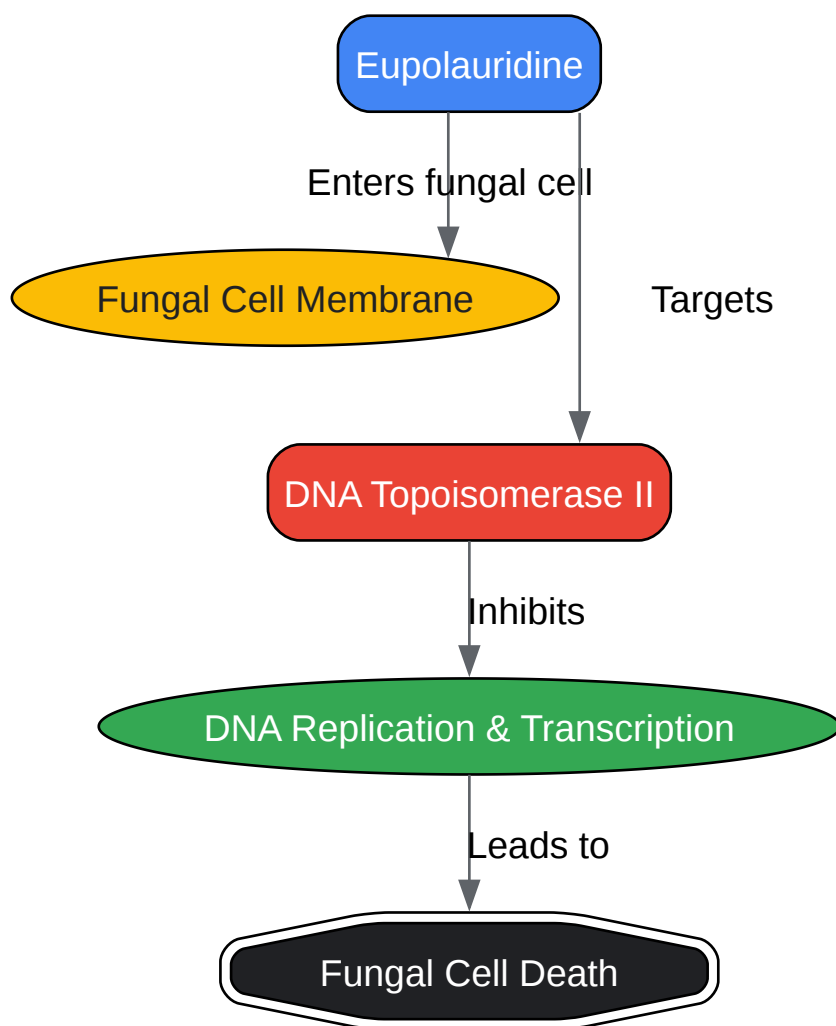 Eupolauridine
Enters fungal cell
Fungal Cell Membrane
Targets
DNA Topoisomerase II
Inhibits
DNA Replication & Transcription
Leads to
Fungal Cell Death